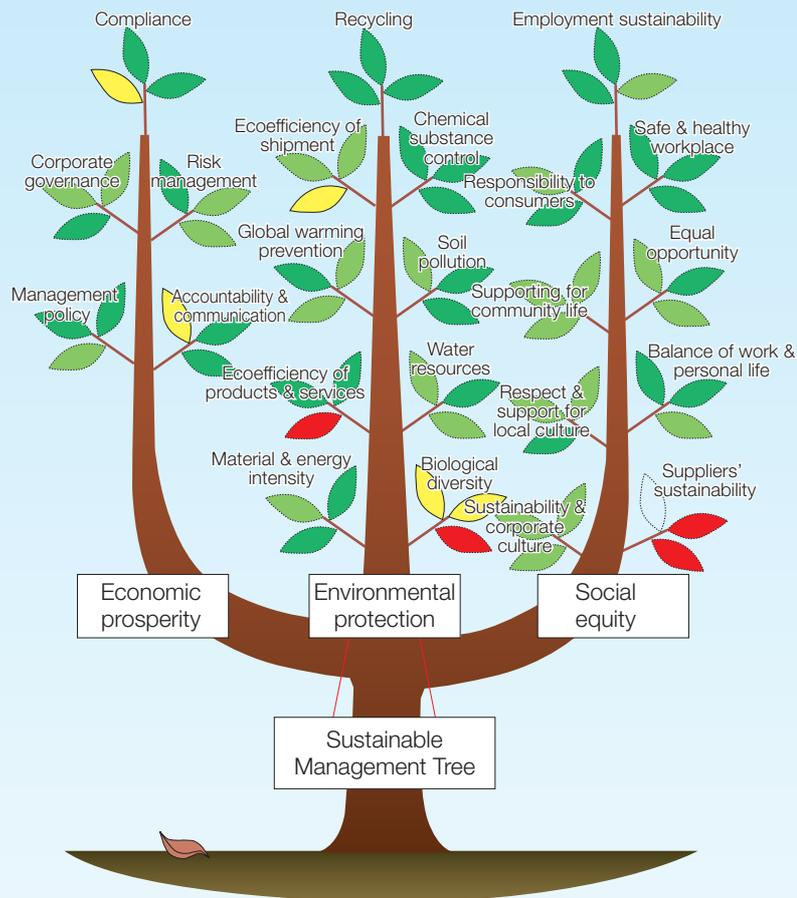 Compliance
Corporate
governance
Risk
management
Management
policy
Accountability &
communication
Recycling
Ecoefficiency of
shipment
Chemical
substance
control
Global warming
prevention
Soil
pollution
Ecoefficiency of
products & services
Water
resources
Material & energy
intensity
Biological
diversity
Employment sustainability
Responsibility to
consumers
Safe & healthy
workplace
Supporting for
community life
Equal
opportunity
Respect &
support for
local culture
Balance of work &
personal life
Sustainability &
corporate
culture
Suppliers’
sustainability
Economic
prosperity
Environmental
protection
Social
equity
Sustainable
Management Tree